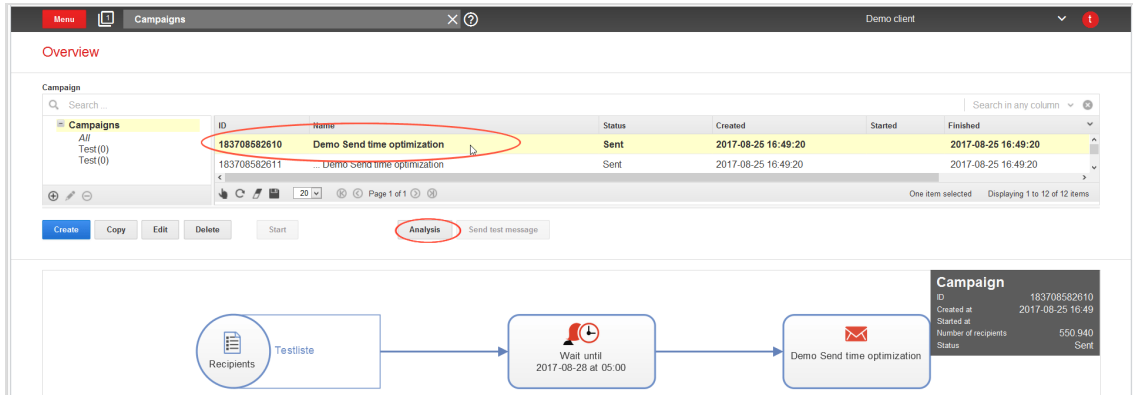 Menu 1 Campaigns Demo client t
Overview
Campaign
Search ... Search in any column
Campaigns
All
Test(0)
Test(0)
ID Name Status Created Started Finished
183708582610 Demo Send time optimization Sent 2017-08-25 16:49:20 2017-08-25 16:49:20
183708582611 ... Demo Send time optimization Sent 2017-08-25 16:49:20 2017-08-25 16:49:20
20 Page 1 of 1 One item selected Displaying 1 to 12 of 12 items
Create Copy Edit Delete Start Analysis Send test message
Recipients
Testliste
Wait until
2017-08-28 at 05:00
Demo Send time optimization
Campaign
ID 183708582610
Created at 2017-08-25 16:49
Started at
Number of recipients 550.940
Status Sent